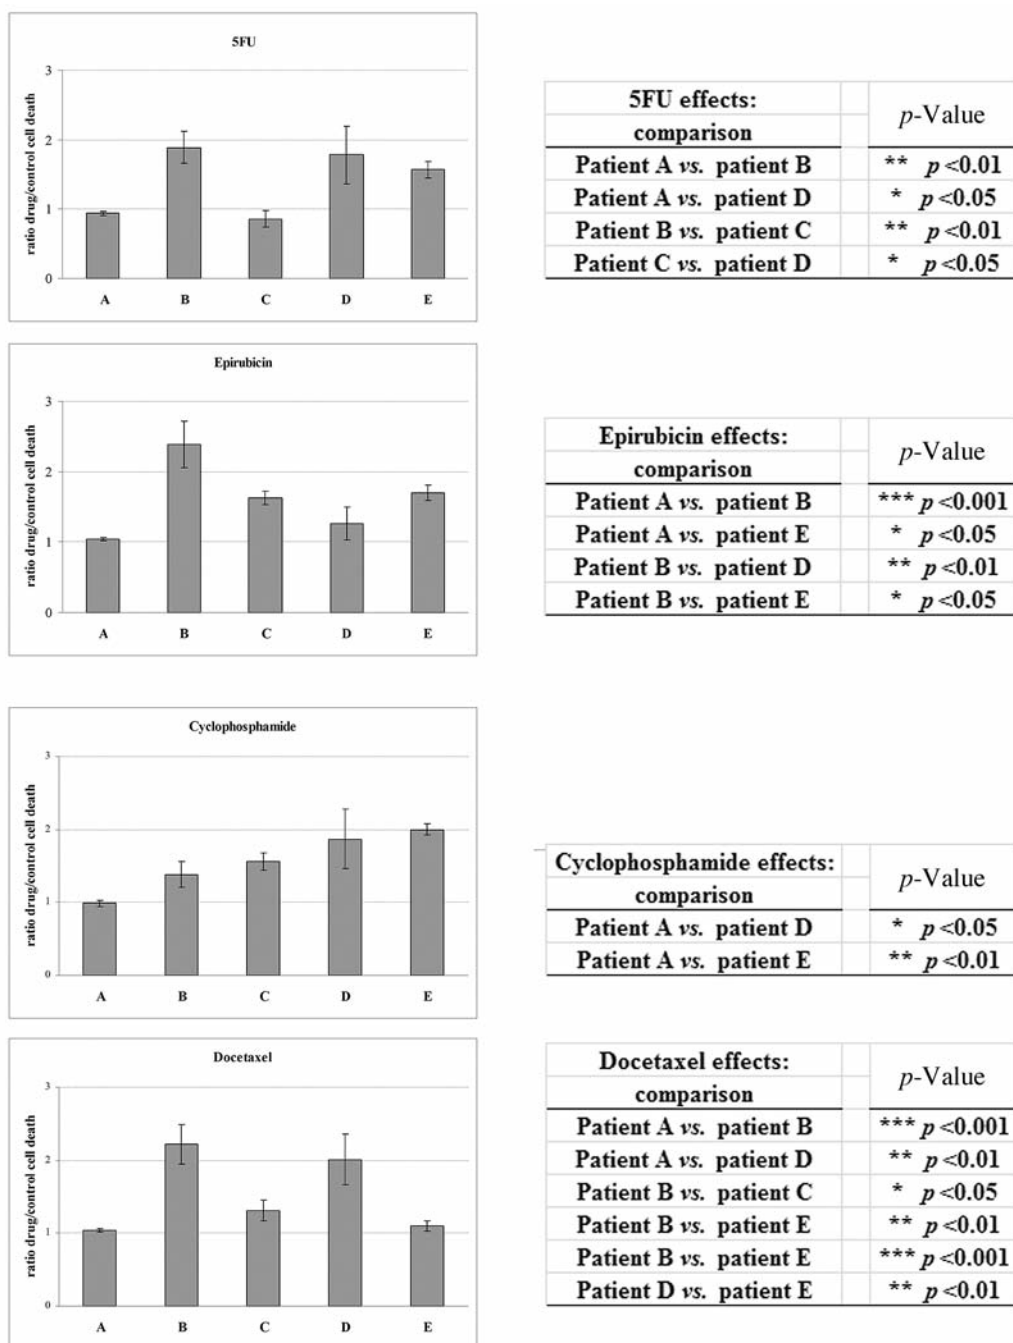 5FU
ratio drug/control cell death
3
2
1
0
A B C D E
5FU effects:
comparison
p-Value
Patient A vs. patient B ** p <0.01
Patient A vs. patient D * p <0.05
Patient B vs. patient C ** p <0.01
Patient C vs. patient D * p <0.05
Epirubicin
ratio drug/control cell death
3
2
1
0
A B C D E
Epirubicin effects:
comparison
p-Value
Patient A vs. patient B *** p <0.001
Patient A vs. patient E * p <0.05
Patient B vs. patient D ** p <0.01
Patient B vs. patient E * p <0.05
Cyclophosphamide
ratio drug/control cell death
3
2
1
0
A B C D E
Cyclophosphamide effects:
comparison
p-Value
Patient A vs. patient D * p <0.05
Patient A vs. patient E ** p <0.01
Docetaxel
ratio drug/control cell death
3
2
1
0
A B C D E
Docetaxel effects:
comparison
p-Value
Patient A vs. patient B *** p <0.001
Patient A vs. patient D ** p <0.01
Patient B vs. patient C * p <0.05
Patient B vs. patient E ** p <0.01
Patient B vs. patient E *** p <0.001
Patient D vs. patient E ** p <0.01